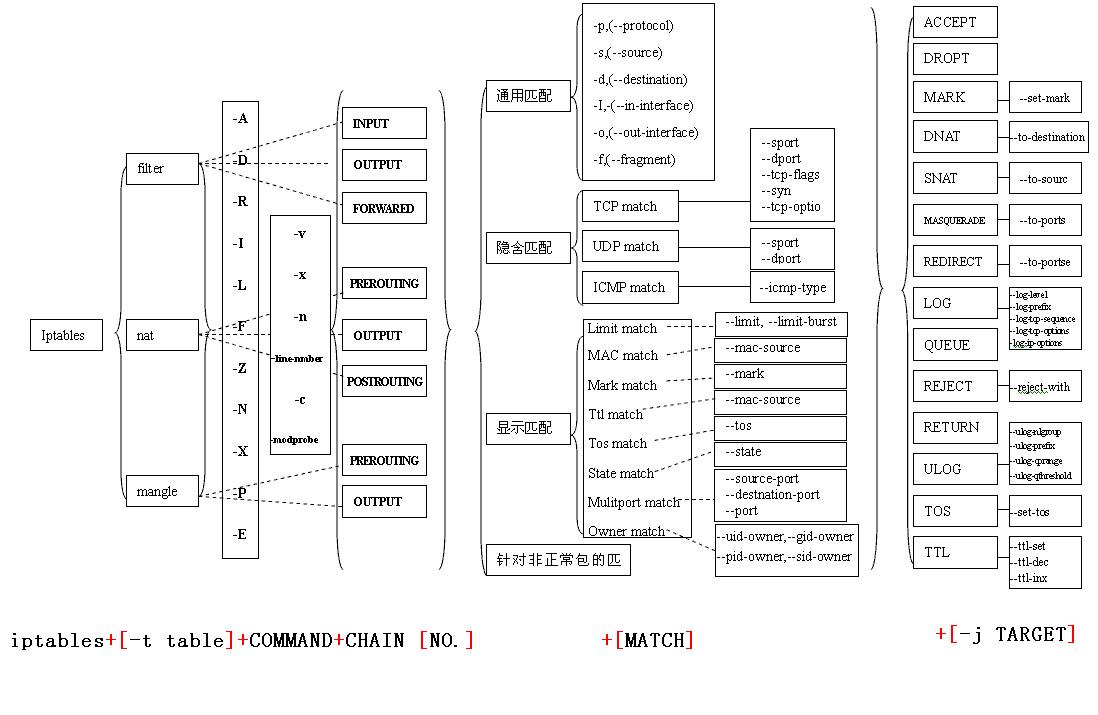 Iptables
filter
nat
mangle
-A
-D
-R
-I
-L
-F
-Z
-N
-X
-P
-E
-v
-x
-n
-line-nmber
-c
-modprobe
INPUT
OUTPUT
FORWARED
PREROUTING
OUTPUT
POSTROUTING
PREROUTING
OUTPUT
通用匹配
-p,(--protocol)
-s,(--source)
-d,(--destination)
-I,-(--in-interface)
-o,(--out-interface)
-f,(--fragment)
隐含匹配
TCP match
--sport
--dport
--tcp-flags
--syn
--tcp-optio
UDP match
--sport
--dport
ICMP match
--icmp-type
显示匹配
Limit match
--limit, --limit-burst
MAC match
--mac-source
Mark match
--mark
Ttl match
--mac-source
Tos match
--tos
State match
--state
Mulitport match
--source-port
--destnation-port
--port
Owner match
--uid-owner,--gid-owner
--pid-owner,--sid-owner
针对非正常包的匹
ACCEPT
DROPT
MARK
--set-mark
DNAT
--to-destination
SNAT
--to-sourc
MASQUERADE
--to-ports
REDIRECT
--to-portse
LOG
--log-level
--log-prefix
--log-tcp-sequence
--log-tcp-options
-log-ip-options
QUEUE
REJECT
--reject-with
RETURN
ULOG
--ulog-nlgroup
--ulog-prefix
--ulog-cprange
--ulog-qthreshold
TOS
--set-tos
TTL
--ttl-set
--ttl-dec
--ttl-inx
iptables+[-t table]+COMMAND+CHAIN [NO.]
+[MATCH]
+[-j TARGET]